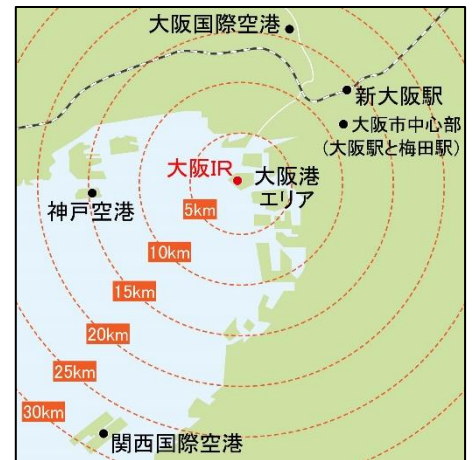 大阪国際空港
新大阪駅
大阪市中心部
(大阪駅と梅田駅)
大阪IR
大阪港
エリア
神戸空港
5km
10km
15km
20km
25km
30km
関西国際空港